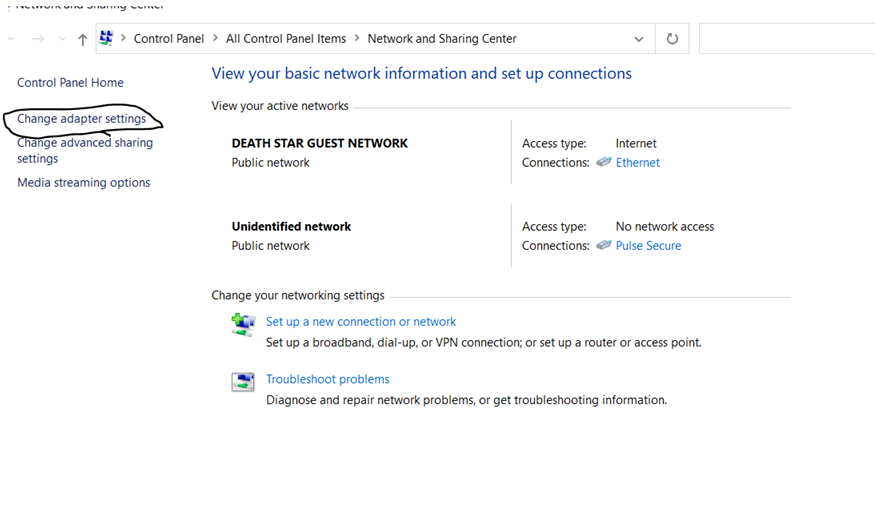 Network and Sharing Center
Control Panel > All Control Panel Items > Network and Sharing Center
Control Panel Home
Change adapter settings
Change advanced sharing
settings
Media streaming options
View your basic network information and set up connections
View your active networks
DEATH STAR GUEST NETWORK
Public network
Access type: Internet
Connections: Ethernet
Unidentified network
Public network
Access type: No network access
Connections: Pulse Secure
Change your networking settings
Set up a new connection or network
Set up a broadband, dial-up, or VPN connection; or set up a router or access point.
Troubleshoot problems
Diagnose and repair network problems, or get troubleshooting information.